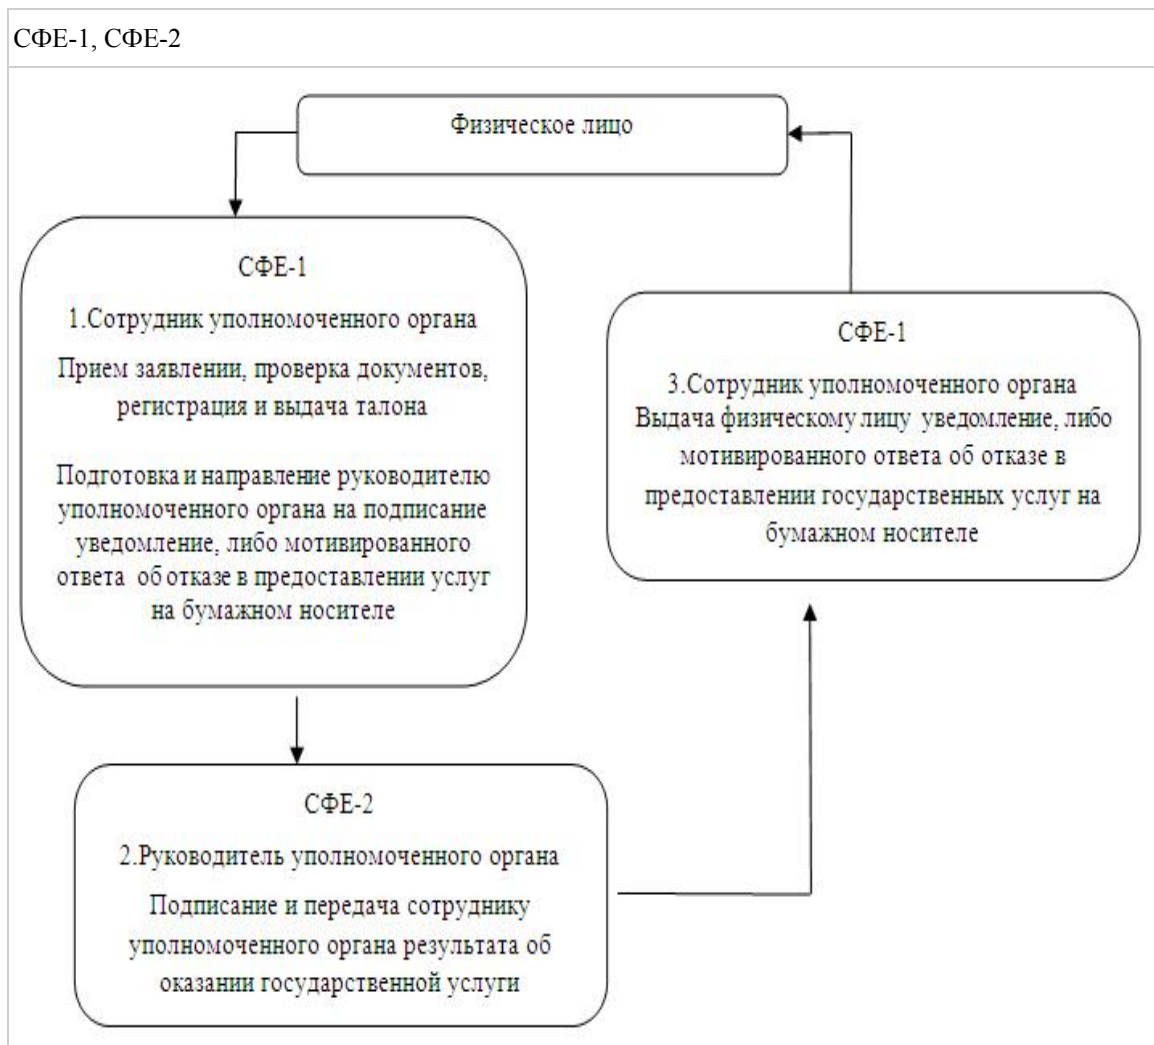 СФЕ-1, СФЕ-2
Физическое лицо
СФЕ-1
1.Сотрудник уполномоченного органа
Прием заявлении, проверка документов,
регистрация и выдача талона
Подготовка и направление руководителю
уполномоченного органа на подписание
уведомление, либо мотивированного
ответа об отказе в предоставлении услуг
на бумажном носителе
СФЕ-2
2.Руководитель уполномоченного органа
Подписание и передача сотруднику
уполномоченного органа результата об
оказании государственной услуги
СФЕ-1
3.Сотрудник уполномоченного органа
Выдача физическому лицу уведомление, либо
мотивированного ответа об отказе в
предоставлении государственных услуг на
бумажном носителе